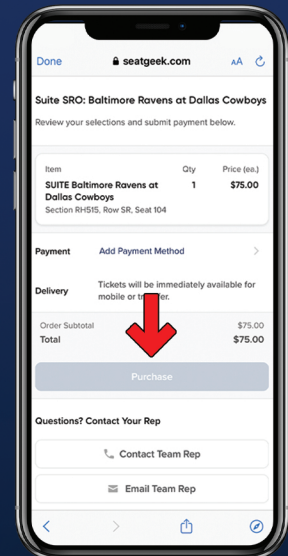 Done
seatgeek.com
AA
Suite SRO: Baltimore Ravens at Dallas Cowboys
Review your selections and submit payment below.
Item Qty Price (ea.)
SUITE Baltimore Ravens at 1 $75.00
Dallas Cowboys
Section RH515, Row SR, Seat 104
Payment Add Payment Method
Delivery Tickets will be immediately available for
mobile or
Order Subtotal $75.00
Total $75.00
Purchase
Questions? Contact Your Rep
Contact Team Rep
Email Team Rep